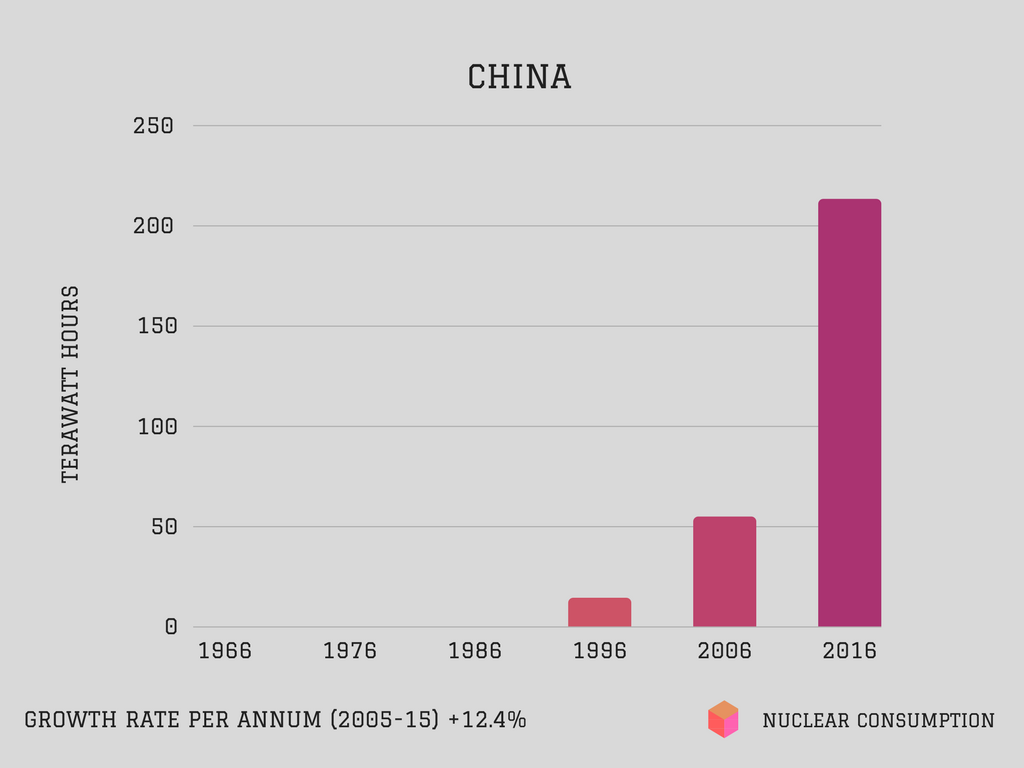 CHINA
250
200
150
100
50
0
TERAWATT HOURS
1966 1976 1986 1996 2006 2016
GROWTH RATE PER ANNUM (2005-15) +12.4%
NUCLEAR CONSUMPTION